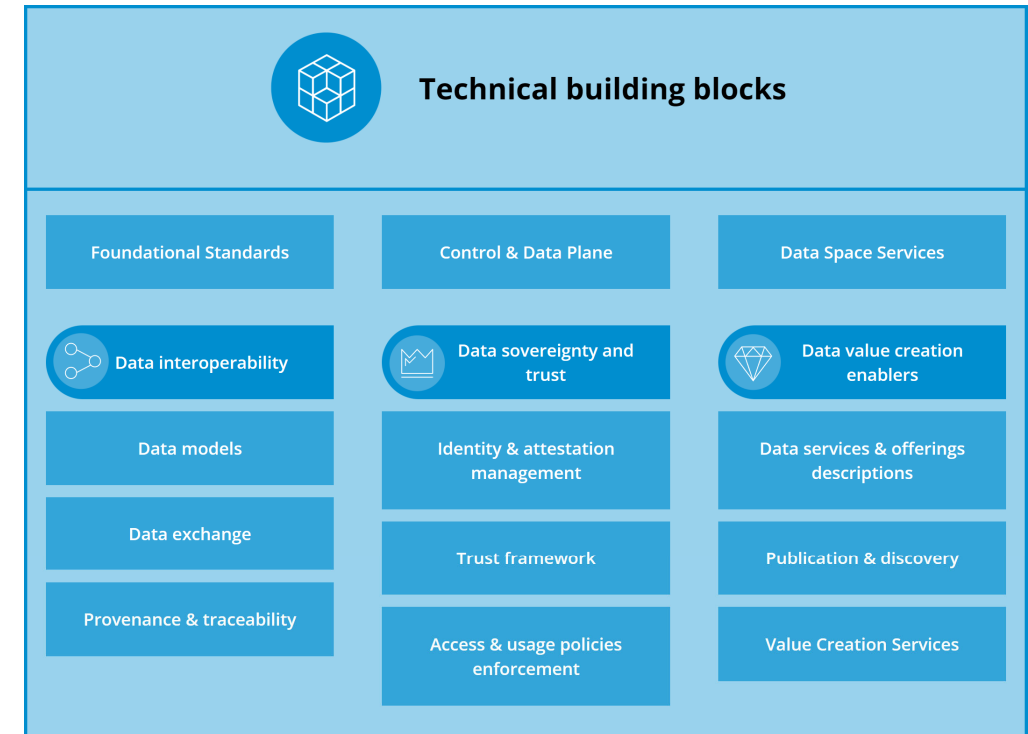 Technical building blocks
Foundational Standards
Control & Data Plane
Data Space Services
Data interoperability
Data models
Data exchange
Provenance & traceability
Data sovereignty and
trust
Identity & attestation
management
Trust framework
Access & usage policies
enforcement
Data value creation
enablers
Data services & offerings
descriptions
Publication & discovery
Value Creation Services